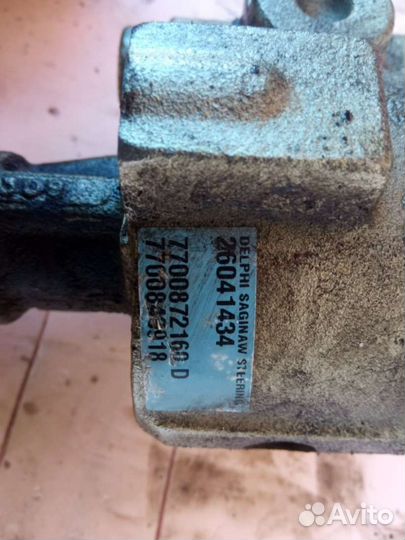 DELPHI SAGINAW STEERING
26041434
7700872160 D
Avito